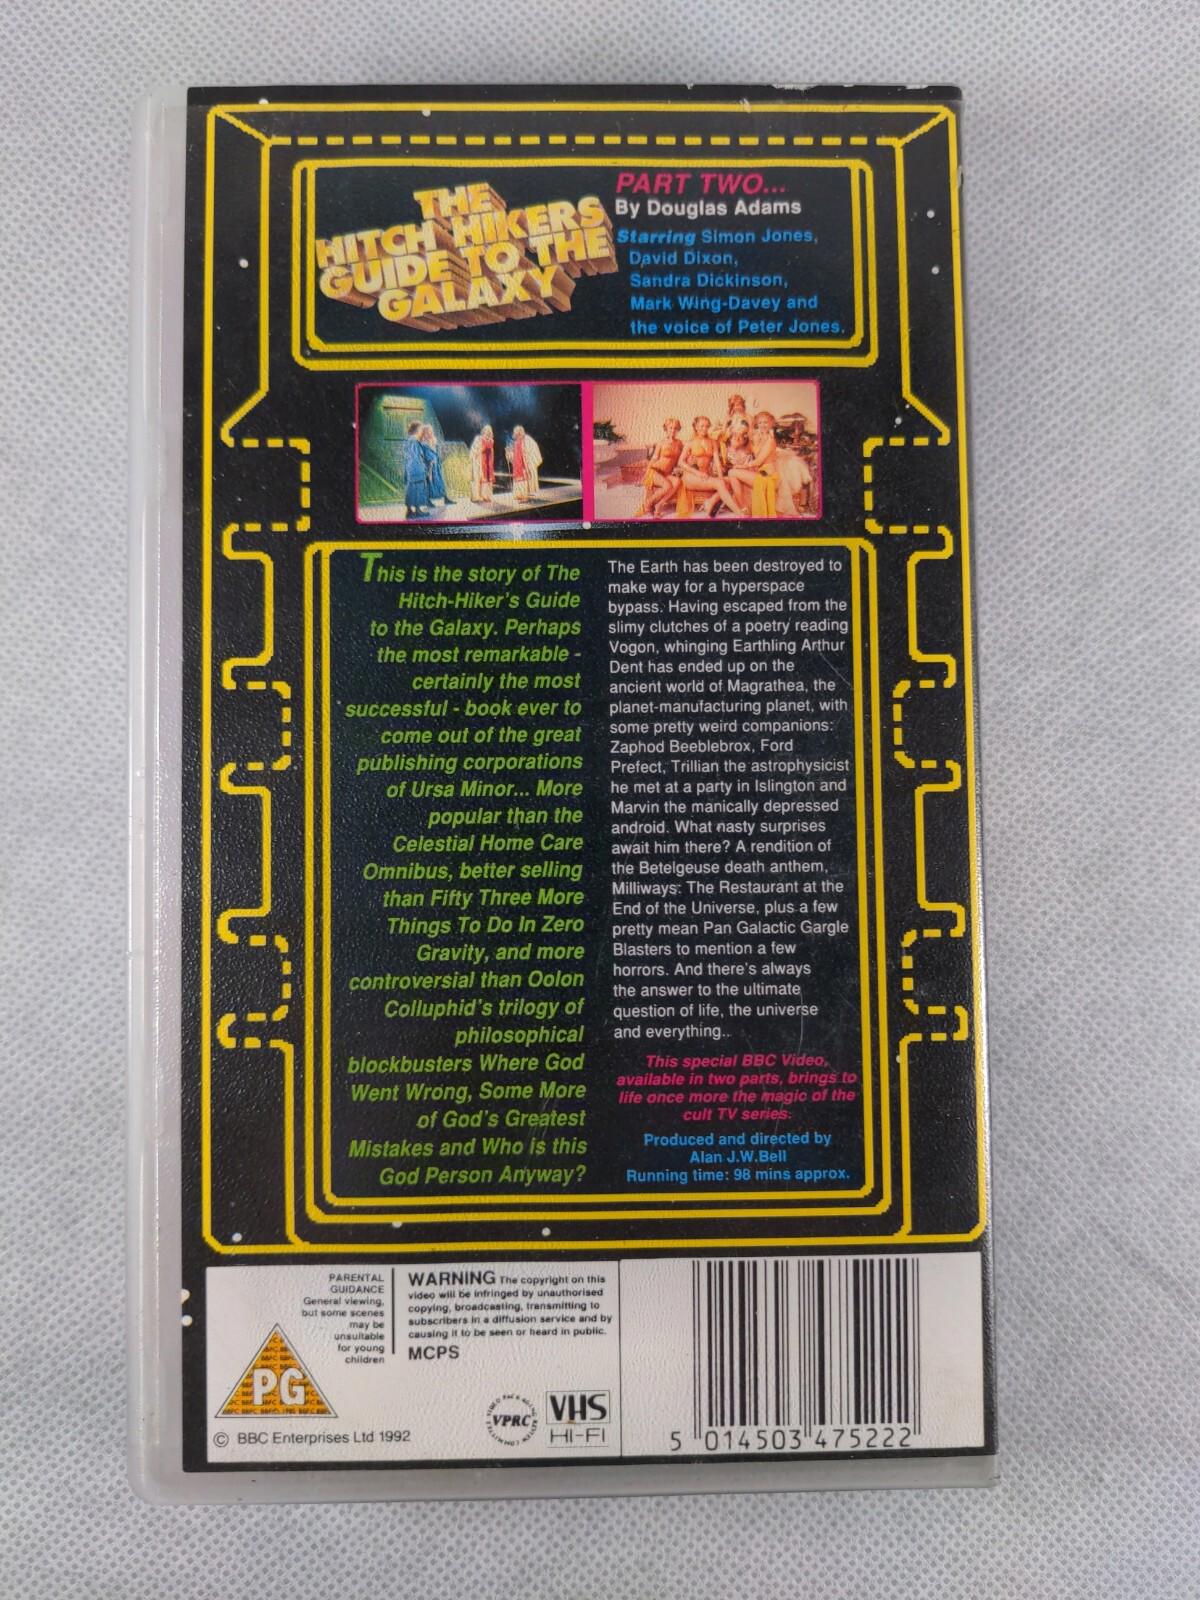 THE
HITCH HIKERS
GUIDE TO THE
GALAXY
PART TWO...
By Douglas Adams
Starring Simon Jones,
David Dixon,
Sandra Dickinson,
Mark Wing-Davey and
the voice of Peter Jones.
This is the story of The
Hitch-Hiker's Guide
to the Galaxy. Perhaps
the most remarkable -
certainly the most
successful - book ever to
come out of the great
publishing corporations
of Ursa Minor... More
popular than the
Celestial Home Care
Omnibus, better selling
than Fifty Three More
Things To Do In Zero
Gravity, and more
controversial than Oolon
Colluphid's trilogy of
philosophical
blockbusters Where God
Went Wrong, Some More
of God's Greatest
Mistakes and Who is this
God Person Anyway?
The Earth has been destroyed to
make way for a hyperspace
bypass. Having escaped from the
slimy clutches of a poetry reading
Vogon, whinging Earthling Arthur
Dent has ended up on the
ancient world of Magrathea, the
planet-manufacturing planet, with
some pretty weird companions:
Zaphod Beeblebrox, Ford
Prefect, Trillian the astrophysicist
he met at a party in Islington and
Marvin the manically depressed
android. What nasty surprises
await him there? A rendition of
the Betelgeuse death anthem,
Milliways: The Restaurant at the
End of the Universe, plus a few
pretty mean Pan Galactic Gargle
Blasters to mention a few
horrors. And there's always
the answer to the ultimate
question of life, the universe
and everything...
This special BBC Video,
available in two parts, brings to
life once more the magic of the
cult TV series.
Produced and directed by
Alan J.W.Bell
Running time: 98 mins approx.
PARENTAL
GUIDANCE
General viewing,
but some scenes
may be
unsuitable
for young
children
PG
© BBC Enterprises Ltd 1992
WARNING The copyright on this
video will be infringed by unauthorised
copying, broadcasting, transmitting to
subscribers in a diffusion service and by
causing it to be seen or heard in public.
MCPS
VIDEO PACKAGING REVIEW COMMITTEE
VPRC
VHS
HI-FI
5 014503 475222